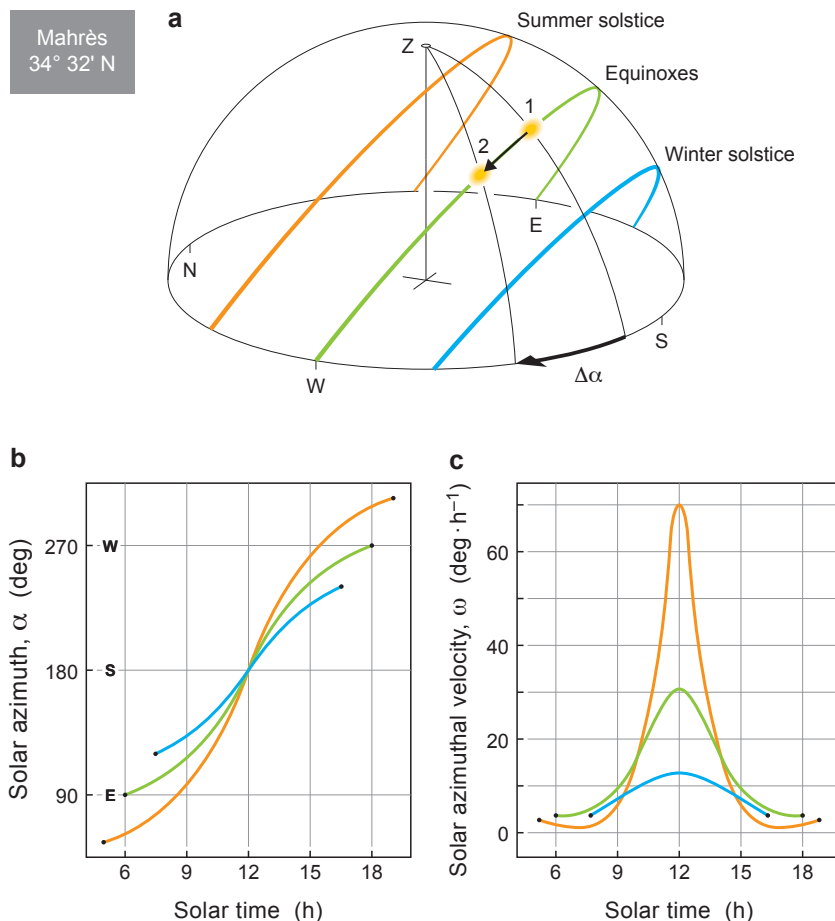 Mahrès
34° 32' N
a
Summer solstice
Z
Equinoxes
1
2
Winter solstice
E
N
S
W
Δα
b
Solar azimuth, α (deg)
270
180
90
W
S
E
6 9 12 15 18
Solar time (h)
c
Solar azimuthal velocity, ω (deg·h⁻¹)
60
40
20
0
6 9 12 15 18
Solar time (h)